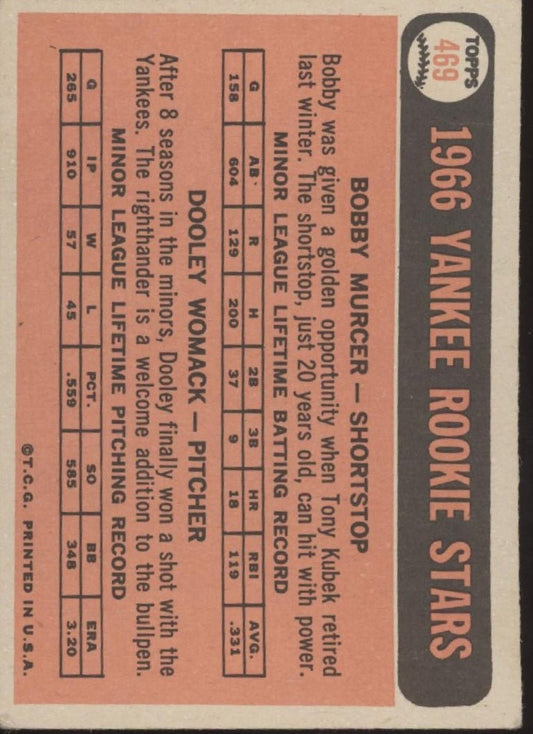 TOPPS
469
1966 YANKEE ROOKIE STARS
BOBBY MURCER — SHORTSTOP
Bobby was given a golden opportunity when Tony Kubek retired
last winter. The shortstop, just 20 years old, can hit with power.
MINOR LEAGUE LIFETIME BATTING RECORD
G AB R H 2B 3B HR RBI AVG.
158 604 129 200 37 9 18 119 .331
DOOLEY WOMACK — PITCHER
After 8 seasons in the minors, Dooley finally won a shot with the
Yankees. The righthander is a welcome addition to the bullpen.
MINOR LEAGUE LIFETIME PITCHING RECORD
G IP W L PCT. SO BB ERA
265 910 57 45 .559 585 348 3.20
©T.C.G. PRINTED IN U.S.A.